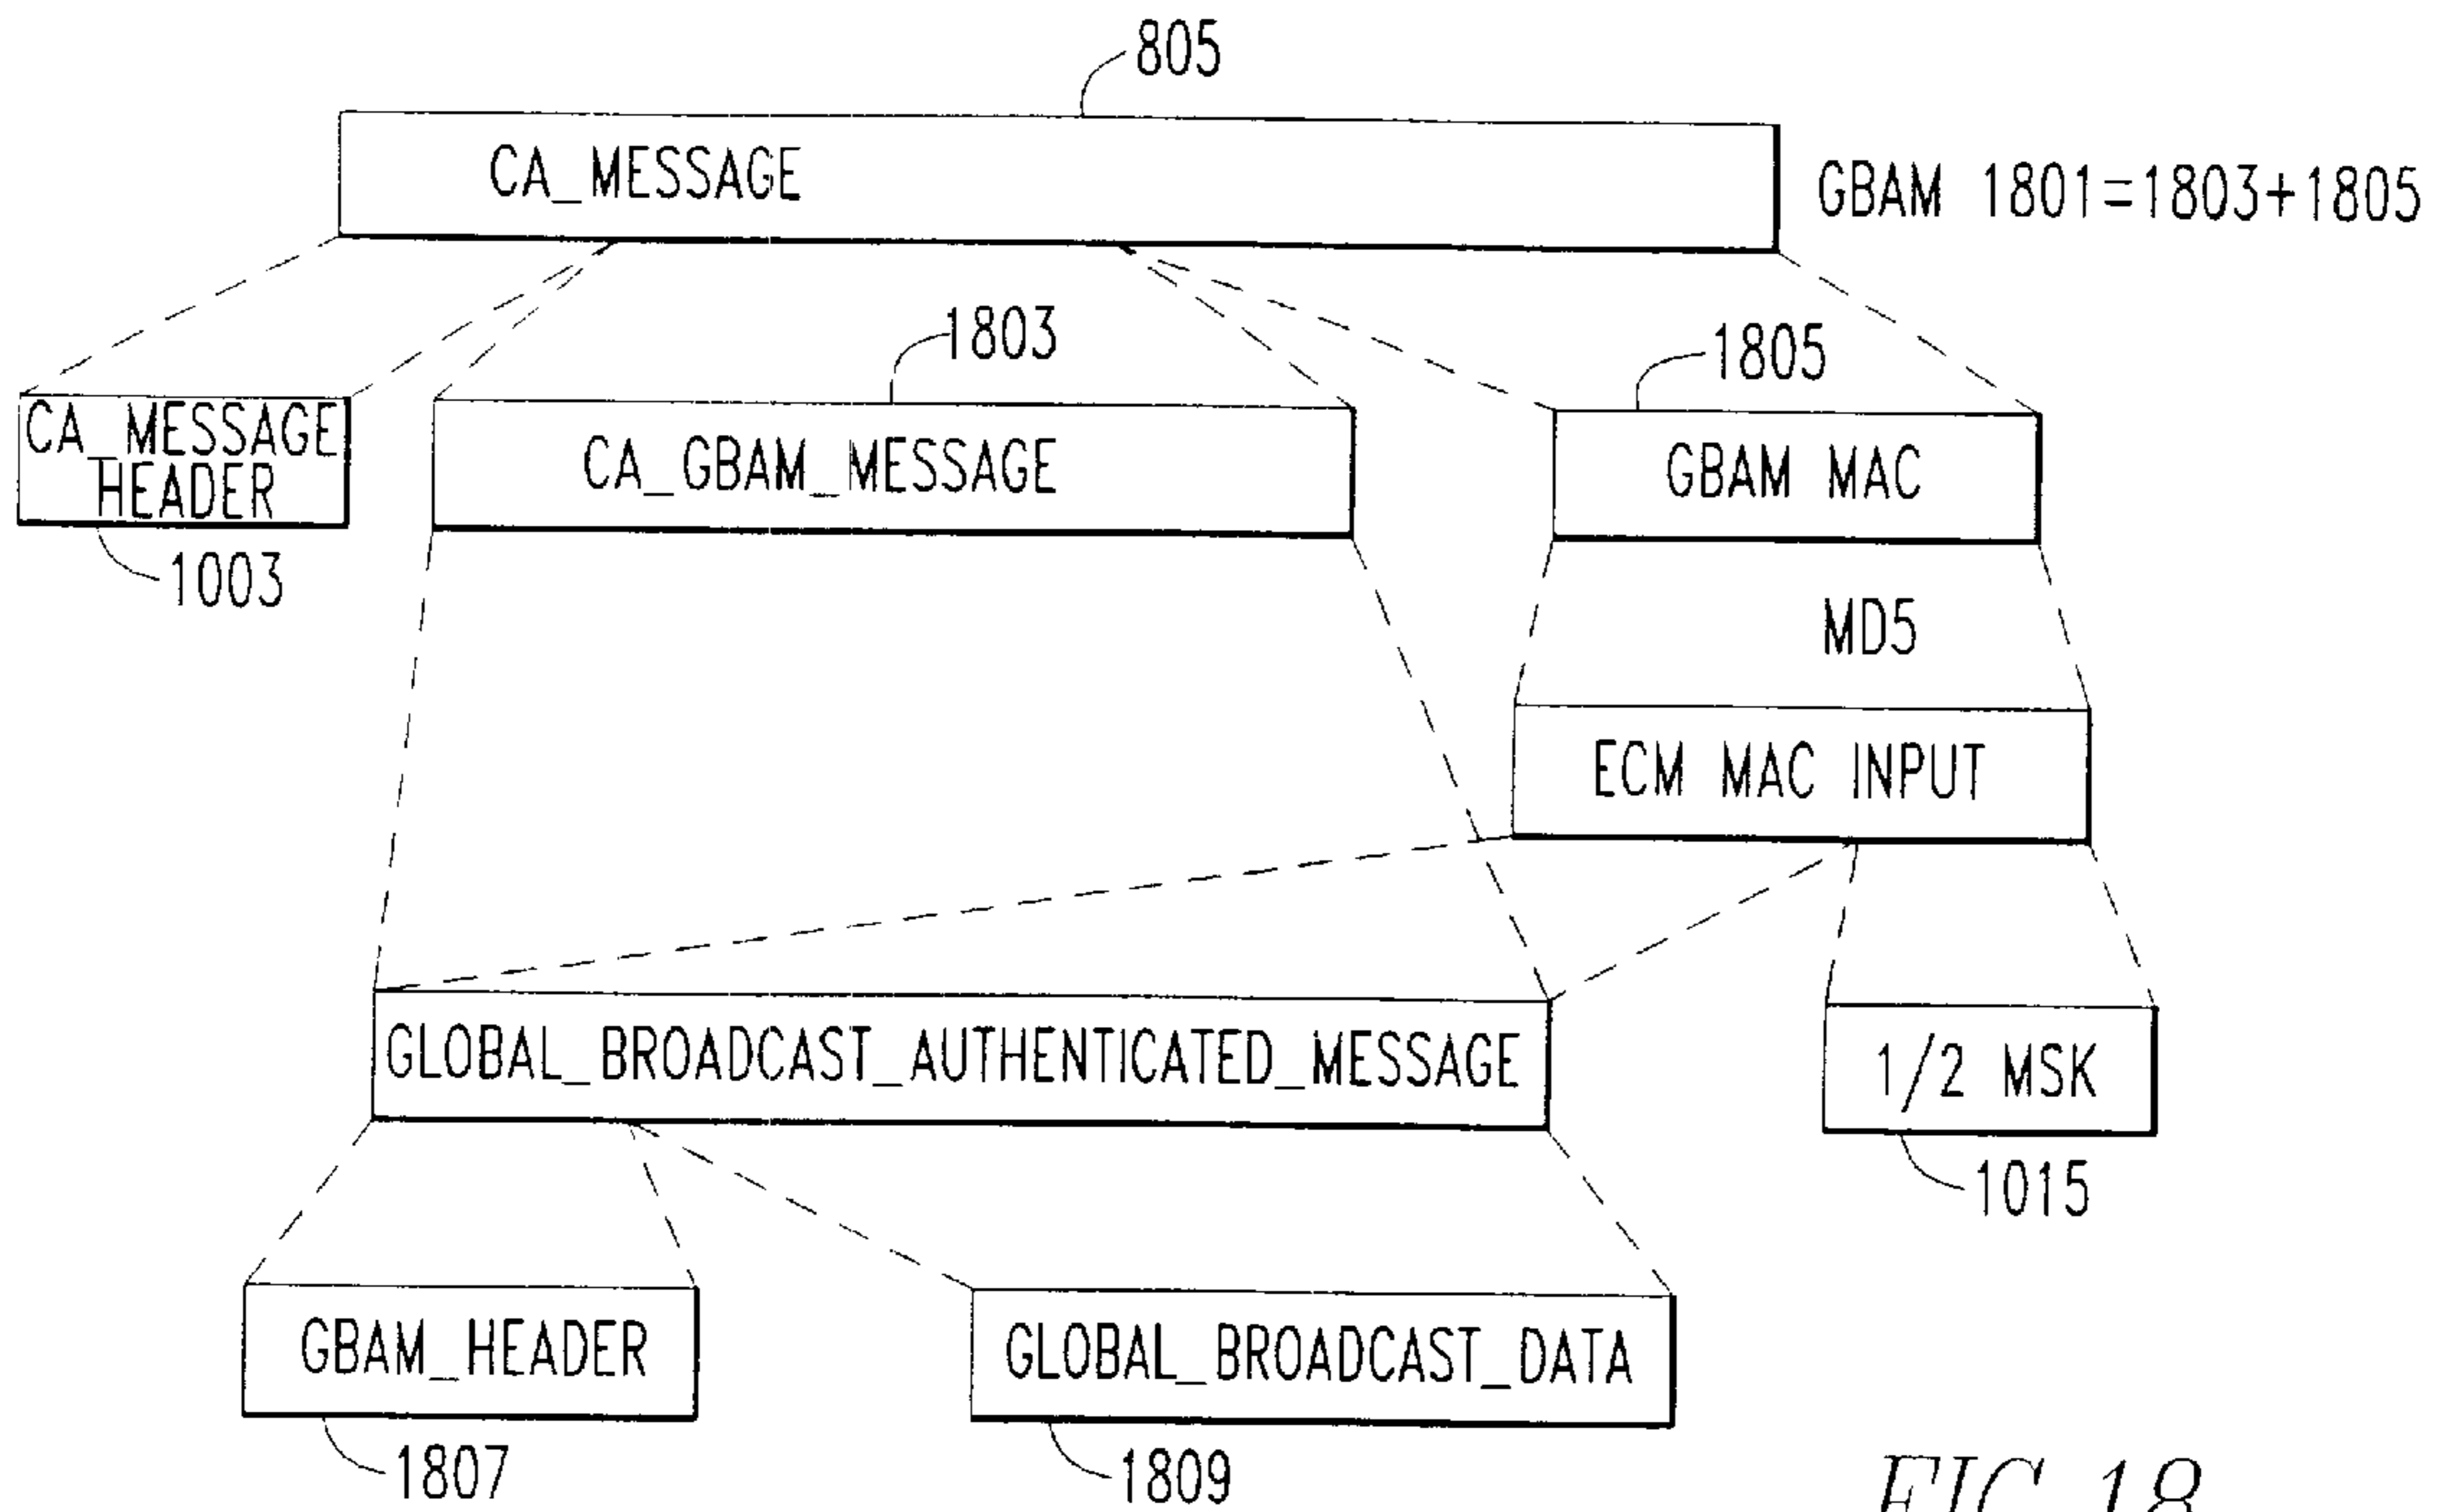 805
CA_MESSAGE
GBAM 1801=1803+1805
1803
1805
CA_MESSAGE
HEADER
CA_GBAM_MESSAGE
GBAM MAC
1003
MD5
ECM MAC INPUT
GLOBAL_BROADCAST_AUTHENTICATED_MESSAGE
1/2 MSK
1015
GBAM_HEADER
GLOBAL_BROADCAST_DATA
1807
1809
FIG. 18